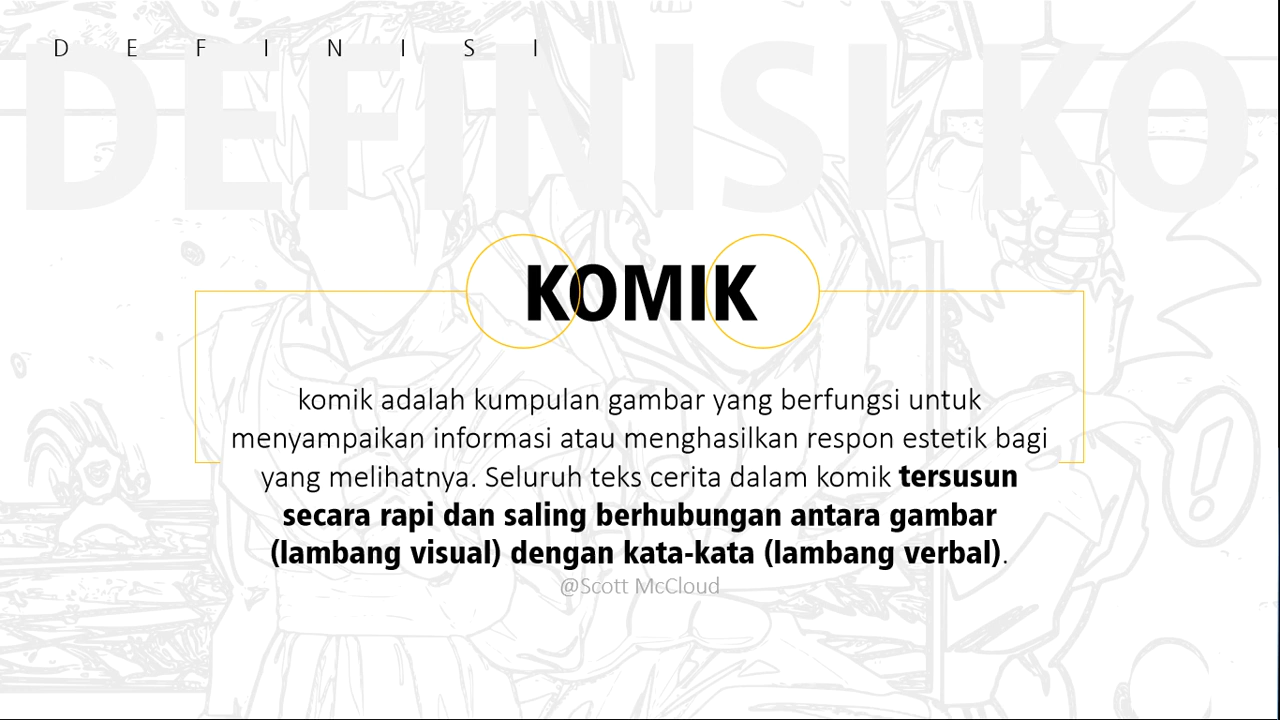 D E F I N I S I
DEFINISI KO
KOMIK
komik adalah kumpulan gambar yang berfungsi untuk
menyampaikan informasi atau menghasilkan respon estetik bagi
yang melihatnya. Seluruh teks cerita dalam komik tersusun
secara rapi dan saling berhubungan antara gambar
(lambang visual) dengan kata-kata (lambang verbal).
@Scott McCloud